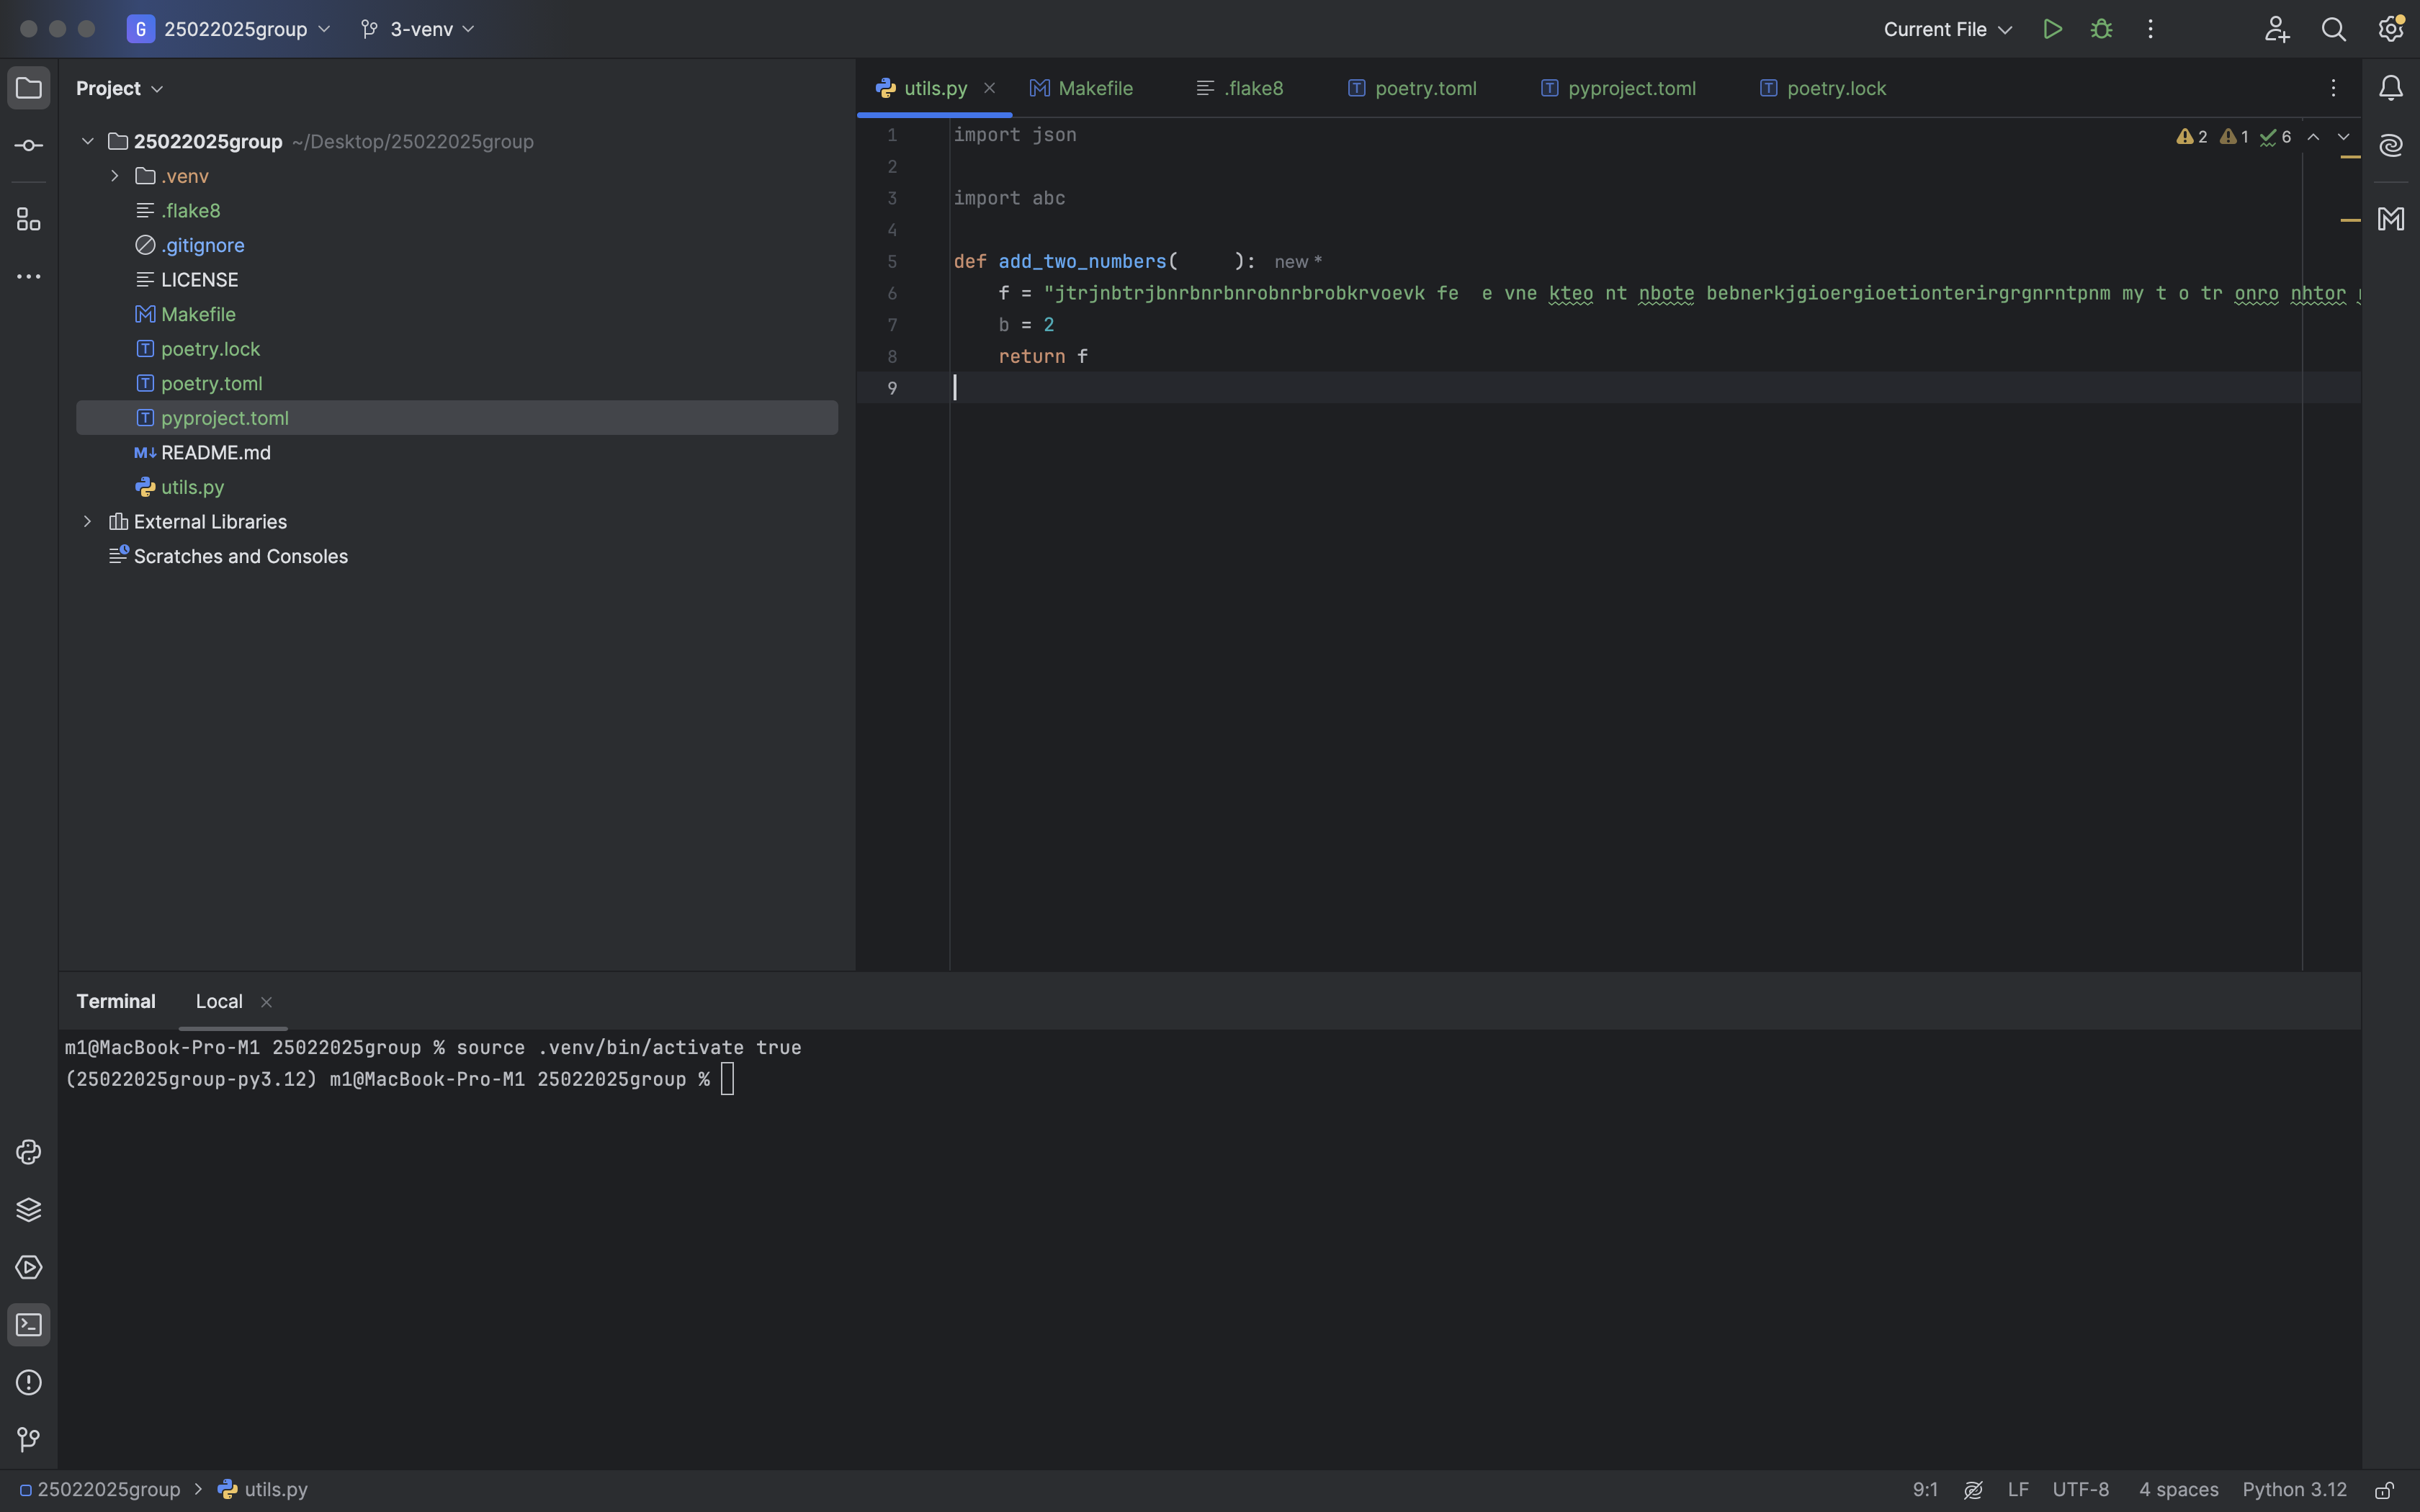 G 25022025group 3-venv Current File
Project
utils.py Makefile .flake8 poetry.toml pyproject.toml poetry.lock
25022025group ~/Desktop/25022025group
.venv
.flake8
.gitignore
LICENSE
M Makefile
T poetry.lock
T poetry.toml
T pyproject.toml
M↓ README.md
utils.py
External Libraries
Scratches and Consoles
2 1 6
1 import json
2
3 import abc
4
5 def add_two_numbers(     ): new *
6     f = "jtrjnbtrjbnrbnrbnrobnrbrobkrvoevk fe  e vne kteo nt nbote bebnerkjgioergioetionterirgrgnrntpnm my t o tr onro nhtor
7     b = 2
8     return f
9
Terminal Local
m1@MacBook-Pro-M1 25022025group % source .venv/bin/activate true
(25022025group-py3.12) m1@MacBook-Pro-M1 25022025group %
25022025group > utils.py 9:1 LF UTF-8 4 spaces Python 3.12